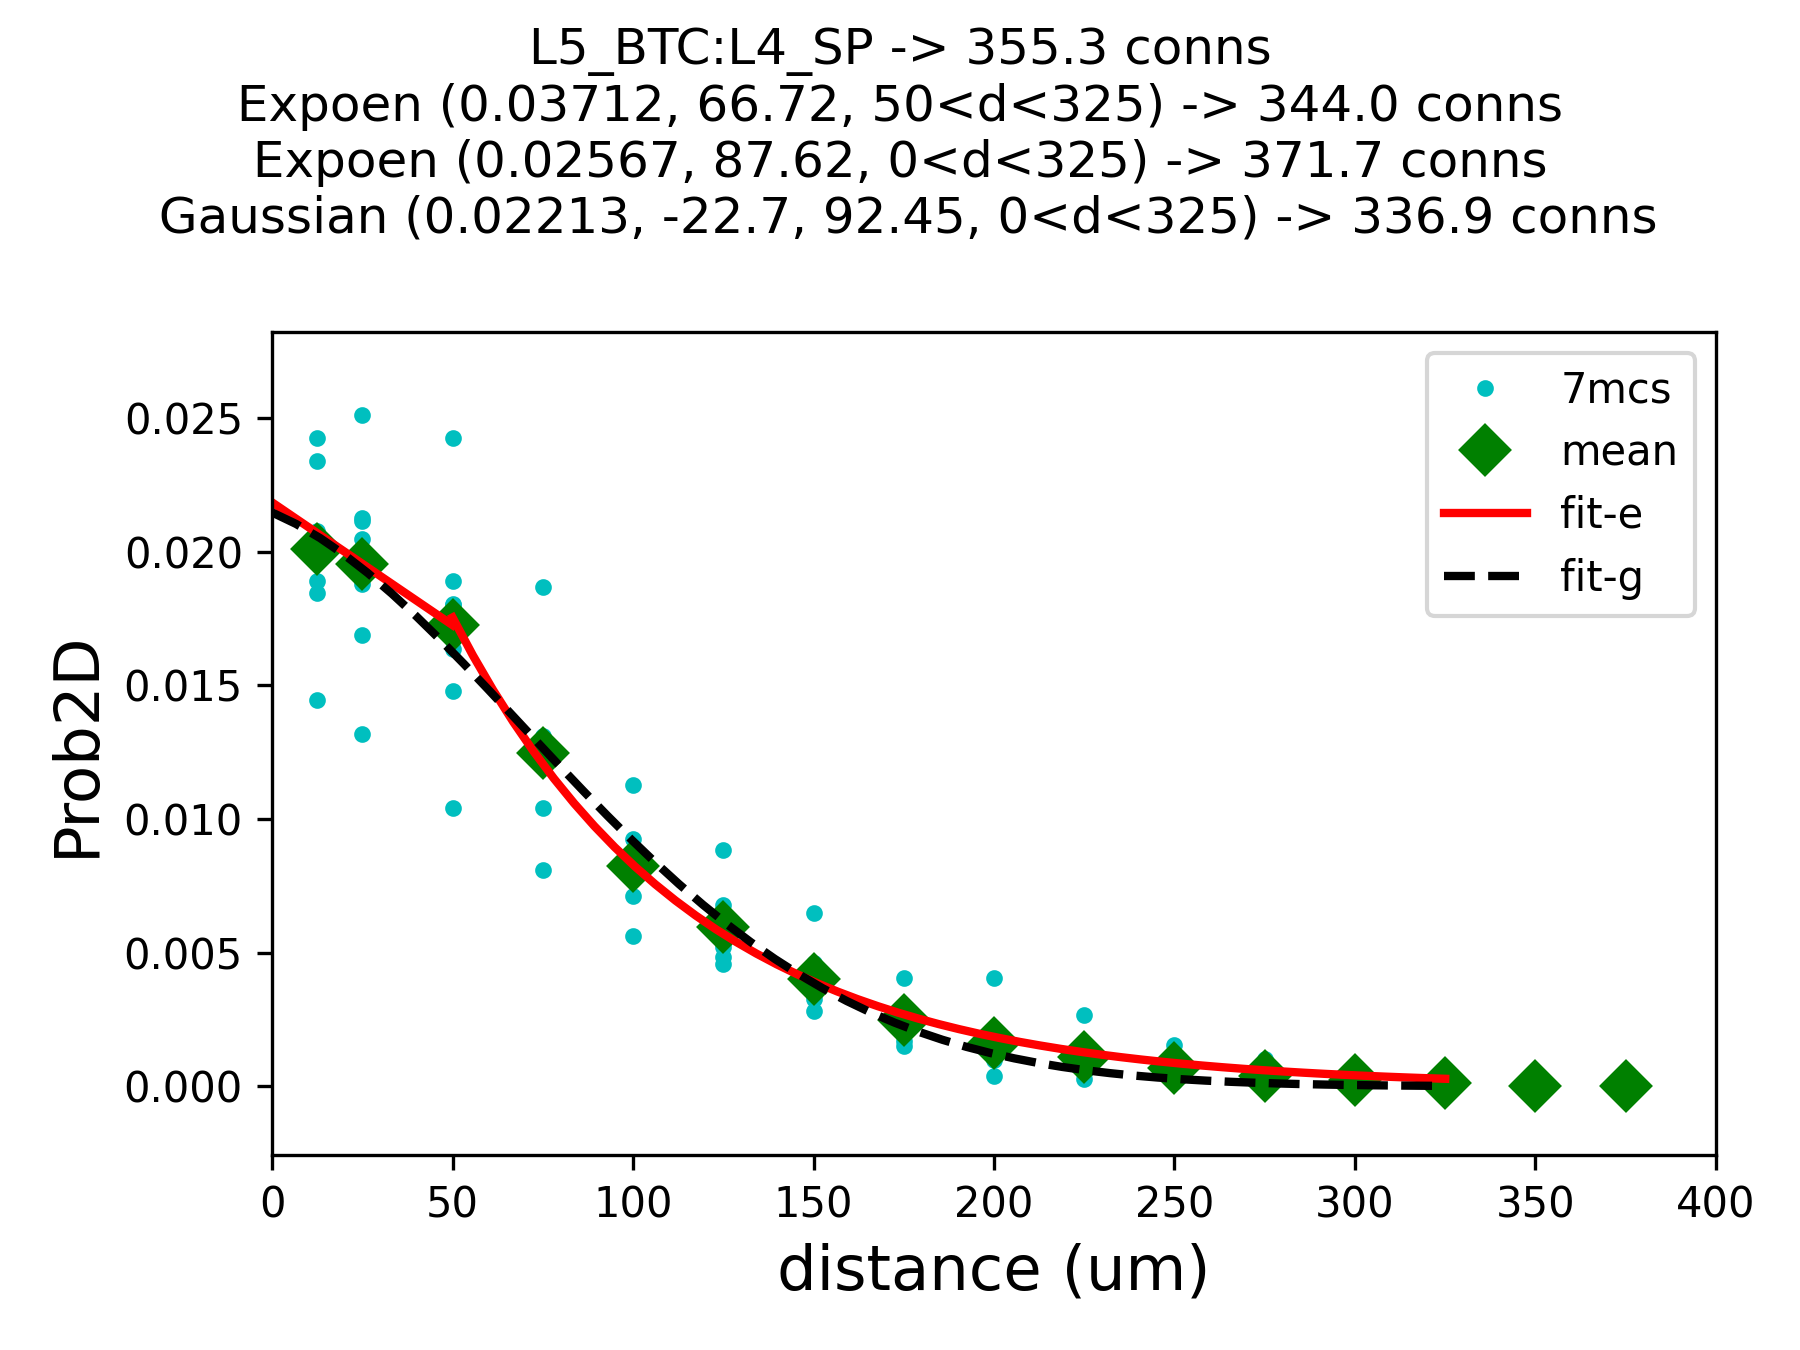 L5_BTC:L4_SP -> 355.3 conns
Expoen (0.03712, 66.72, 50<d<325) -> 344.0 conns
Expoen (0.02567, 87.62, 0<d<325) -> 371.7 conns
Gaussian (0.02213, -22.7, 92.45, 0<d<325) -> 336.9 conns
7mcs
mean
fit-e
fit-g
Prob2D
0.025
0.020
0.015
0.010
0.005
0.000
0 50 100 150 200 250 300 350 400
distance (um)